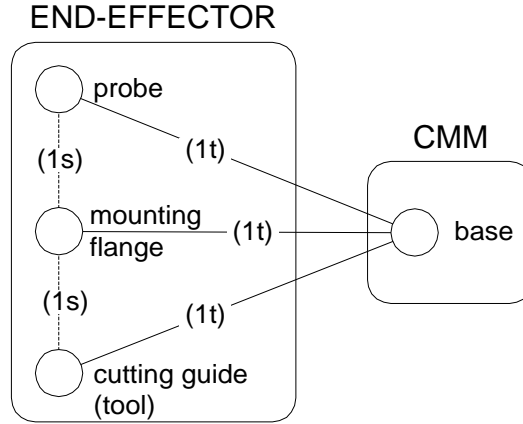 END-EFFECTOR
probe
(1t)
(1s)
CMM
mounting
flange
(1t)
base
(1s)
(1t)
cutting guide
(tool)